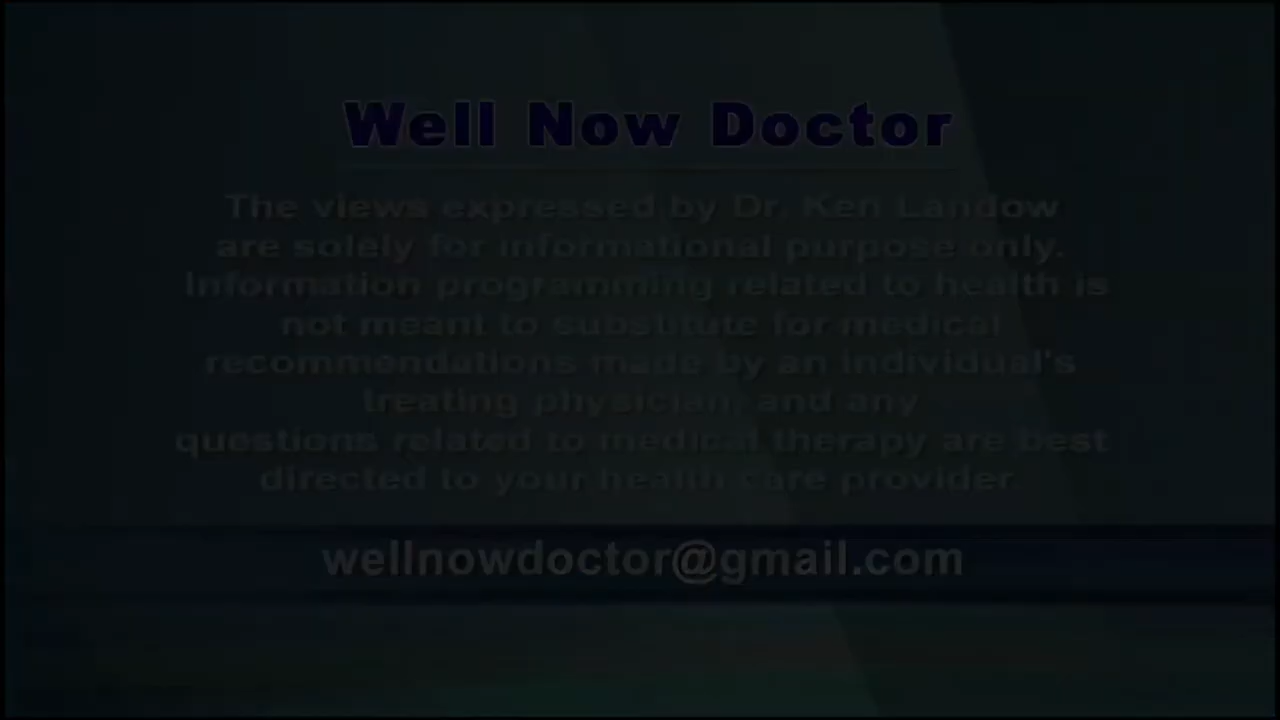 Well Now Doctor
The views expressed by Dr. Ken Landow
are solely for informational purpose only.
Information programming related to health is
not meant to substitute for medical
recommendations made by an individual's
treating physician, and any
questions related to medical therapy are best
directed to your health care provider
wellnowdoctor@gmail.com